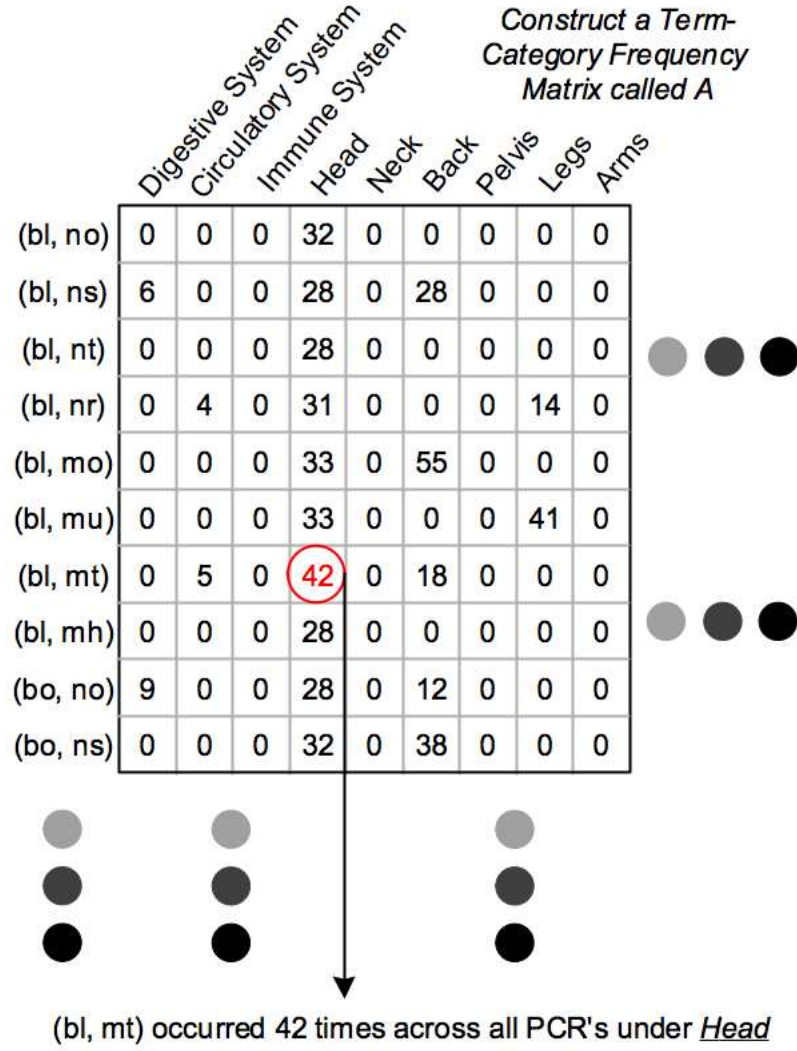 Construct a Term-
Category Frequency
Matrix called A
Digestive System
Circulatory System
Immune System
Head
Neck
Back
Pelvis
Legs
Arms
(bl, no) 0 0 0 32 0 0 0 0 0
(bl, ns) 6 0 0 28 0 28 0 0 0
(bl, nt) 0 0 0 28 0 0 0 0 0
(bl, nr) 0 4 0 31 0 0 0 14 0
(bl, mo) 0 0 0 33 0 55 0 0 0
(bl, mu) 0 0 0 33 0 0 0 41 0
(bl, mt) 0 5 0 42 0 18 0 0 0
(bl, mh) 0 0 0 28 0 0 0 0 0
(bo, no) 9 0 0 28 0 12 0 0 0
(bo, ns) 0 0 0 32 0 38 0 0 0
(bl, mt) occurred 42 times across all PCR's under Head